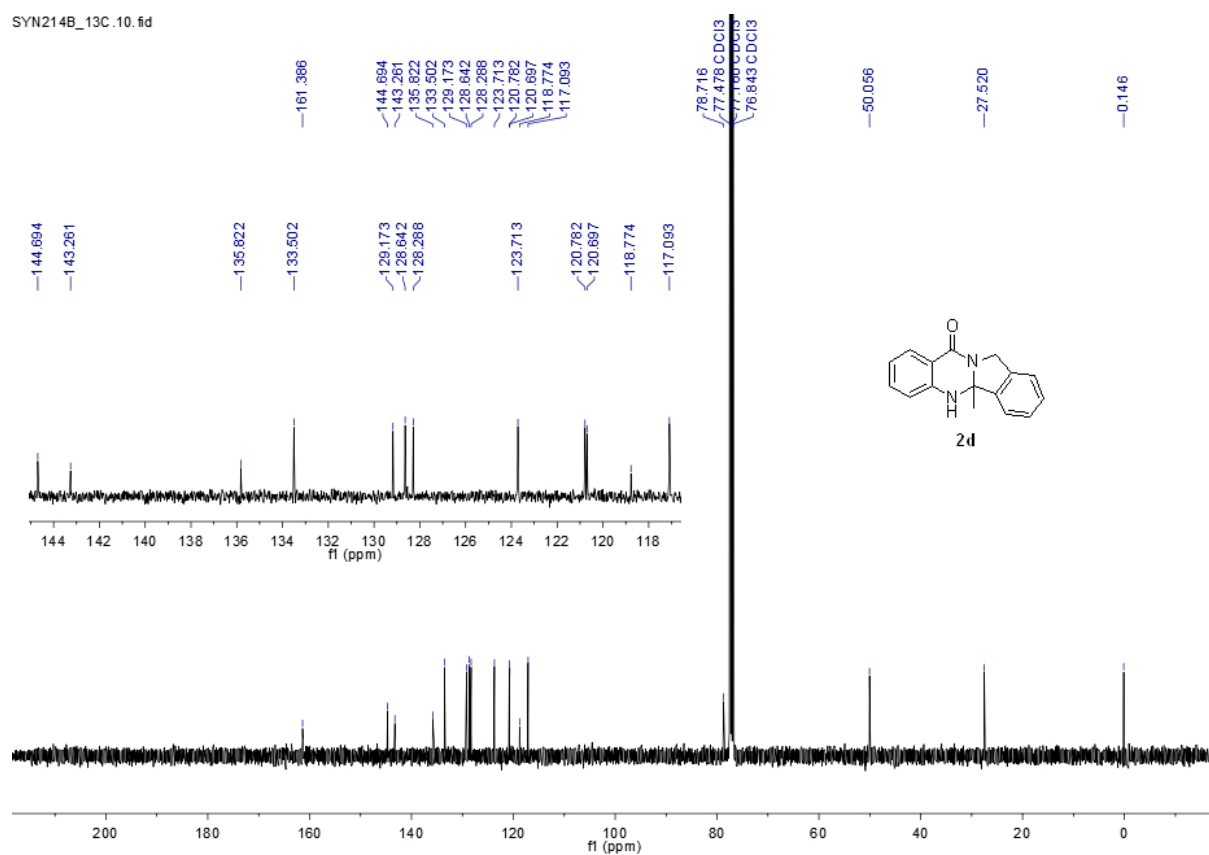 SYN214B_13C.10.fid
161.386
144.694
143.261
135.822
133.502
129.173
128.642
128.288
123.713
120.782
120.697
118.774
117.093
78.716
77.478 CDCl3
77.160 CDCl3
76.843 CDCl3
50.056
27.520
0.146
144.694
143.261
135.822
133.502
129.173
128.642
128.288
123.713
120.782
120.697
118.774
117.093
O
N
N
H
2d
144 142 140 138 136 134 132 130 128 126 124 122 120 118
f1 (ppm)
200 180 160 140 120 100 80 60 40 20 0
f1 (ppm)